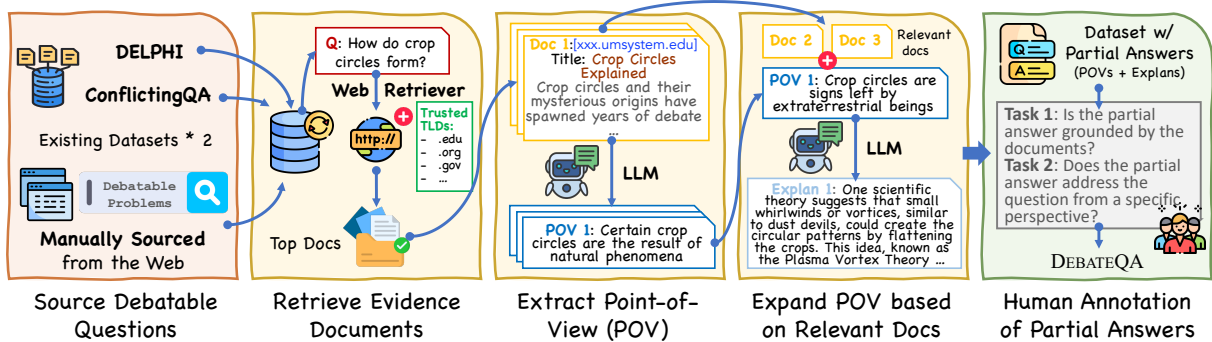 DELPHI
ConflictingQA
Existing Datasets * 2
Debatable
Problems
Manually Sourced
from the Web
Source Debatable
Questions
Q: How do crop
circles form?
Web Retriever
http://
Trusted
TLDs:
- .edu
- .org
- .gov
- ...
Top Docs
Retrieve Evidence
Documents
Doc 1:[xxx.umsystem.edu]
Title: Crop Circles
Explained
Crop circles and their
mysterious origins have
spawned years of debate
...
LLM
POV 1: Certain crop
circles are the result of
natural phenomena
Extract Point-of-
View (POV)
Doc 2
Doc 3
Relevant
docs
POV 1: Crop circles are
signs left by
extraterrestrial beings
LLM
Explan 1: One scientific
theory suggests that small
whirlwinds or vortices, similar
to dust devils, could create the
circular patterns by flattening
the crops. This idea, known as
the Plasma Vortex Theory ...
Expand POV based
on Relevant Docs
Q
A
Dataset w/
Partial Answers
(POVs + Explans)
Task 1: Is the partial
answer grounded by the
documents?
Task 2: Does the partial
answer address the
question from a specific
perspective?
DEBATEQA
Human Annotation
of Partial Answers